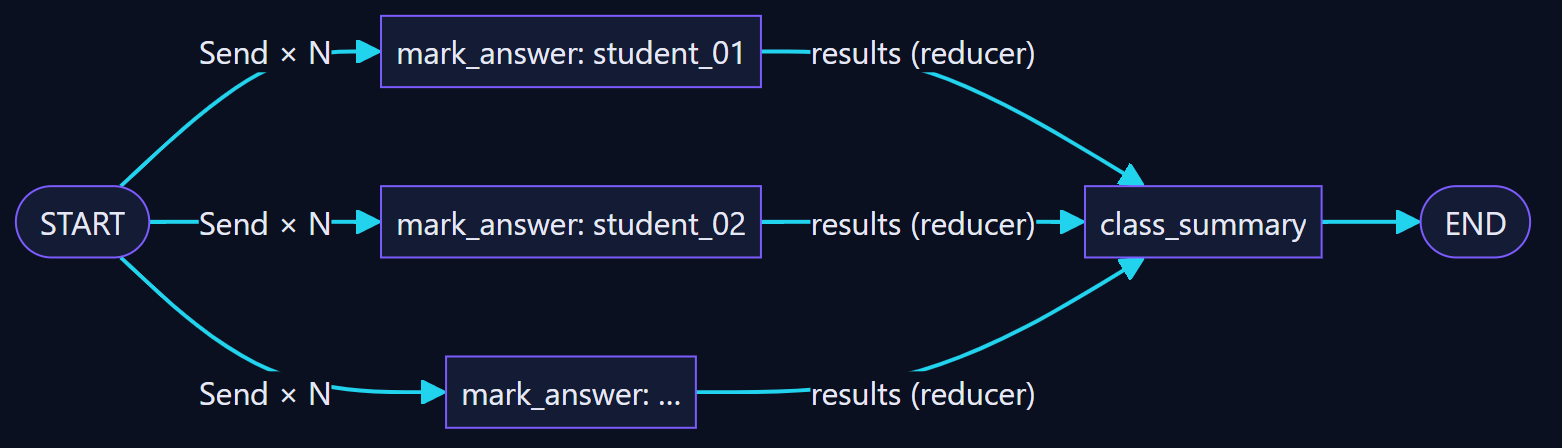 Send × N
mark_answer: student_01
results (reducer)
START
Send × N
mark_answer: student_02
results (reducer)
class_summary
END
Send × N
mark_answer: ...
results (reducer)